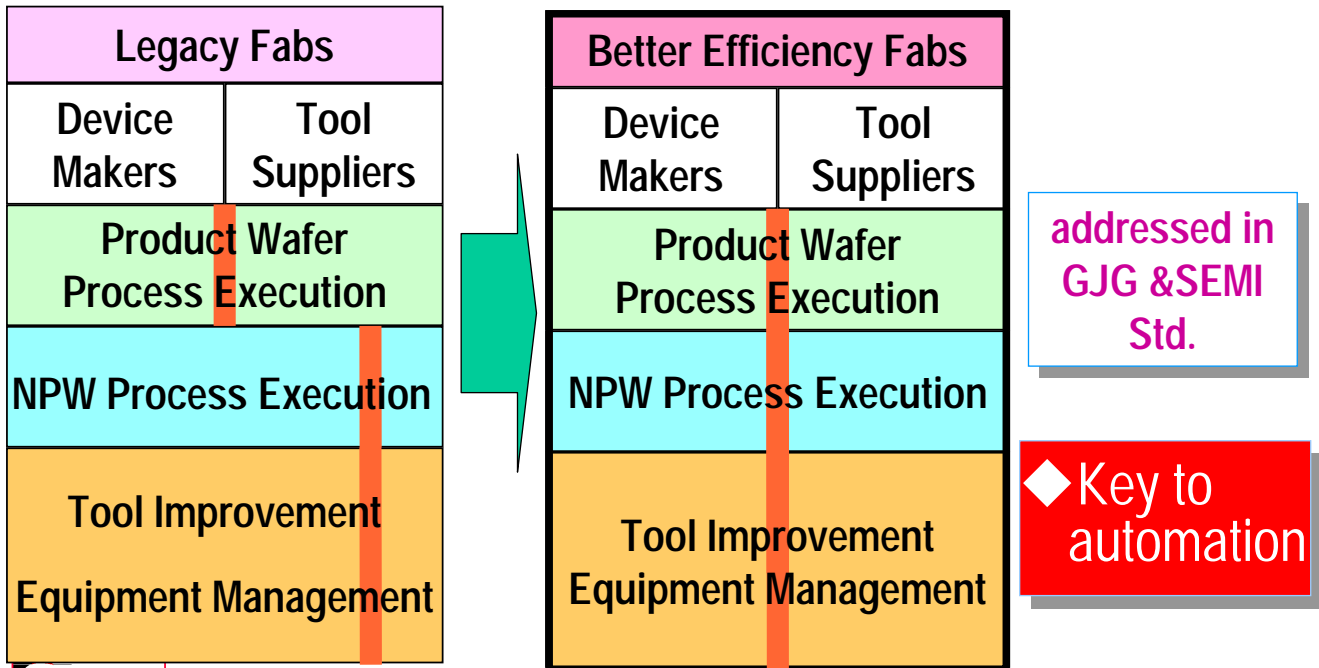 Legacy Fabs
Device
Makers
Tool
Suppliers
Product Wafer
Process Execution
NPW Process Execution
Tool Improvement
Equipment Management
Better Efficiency Fabs
Device
Makers
Tool
Suppliers
Product Wafer
Process Execution
NPW Process Execution
Tool Improvement
Equipment Management
addressed in
GJG &SEMI
Std.
Key to
automation